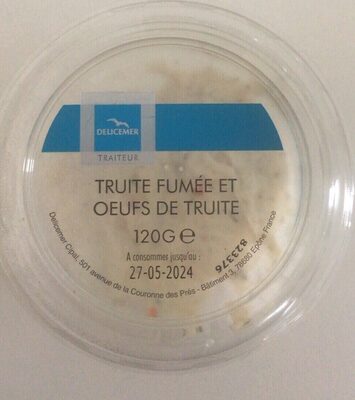 DELICEMER
TRAITEUR
TRUITE FUMÉE ET
OEUFS DE TRUITE
120G e
A consommer jusqu'au :
27-05-2024
Delicemer Cipal, 501 avenue de la Couronne des Prés - Bâtiment 3, 78680 Epône France
823376